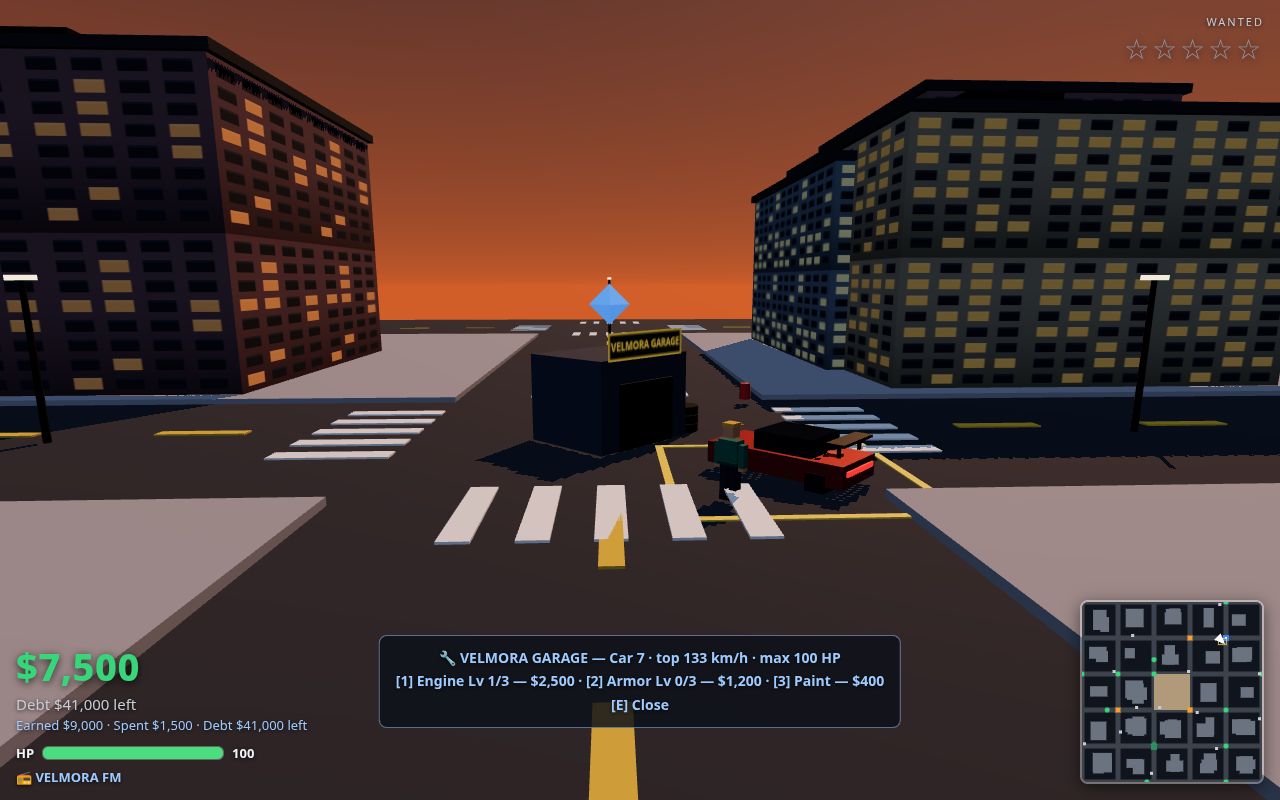 WANTED
VELMORA GARAGE
🔧 VELMORA GARAGE — Car 7 · top 133 km/h · max 100 HP
[1] Engine Lv 1/3 — $2,500 · [2] Armor Lv 0/3 — $1,200 · [3] Paint — $400
[E] Close
$7,500
Debt $41,000 left
Earned $9,000 · Spent $1,500 · Debt $41,000 left
HP 100
📻 VELMORA FM